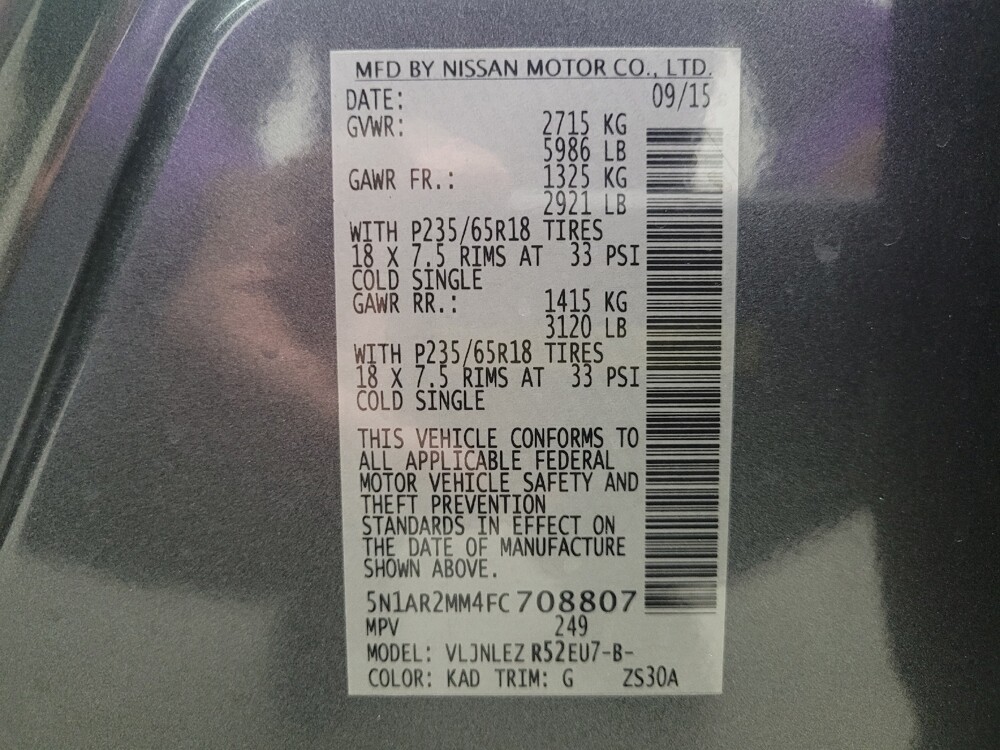 MFD BY NISSAN MOTOR CO., LTD.
DATE: 09/15
GVWR: 2715 KG
5986 LB
GAWR FR.: 1325 KG
2921 LB
WITH P235/65R18 TIRES
18 X 7.5 RIMS AT 33 PSI
COLD SINGLE
GAWR RR.: 1415 KG
3120 LB
WITH P235/65R18 TIRES
18 X 7.5 RIMS AT 33 PSI
COLD SINGLE
THIS VEHICLE CONFORMS TO
ALL APPLICABLE FEDERAL
MOTOR VEHICLE SAFETY AND
THEFT PREVENTION
STANDARDS IN EFFECT ON
THE DATE OF MANUFACTURE
SHOWN ABOVE.
5N1AR2MM4FC708807
MPV 249
MODEL: VLJNLEZ R52EU7-B-
COLOR: KAD TRIM: G ZS30A